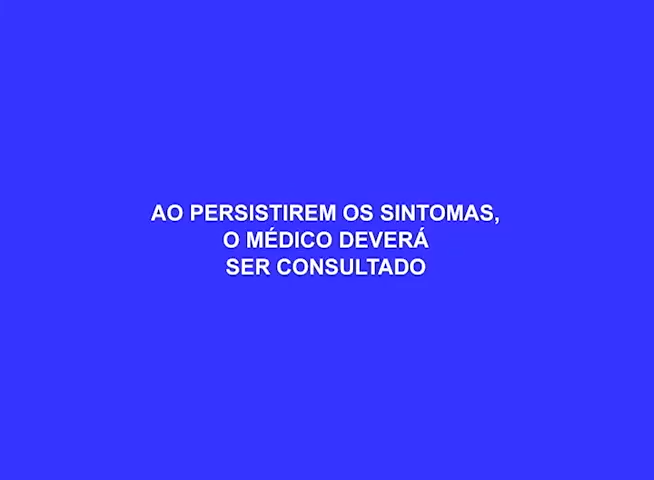 AO PERSISTIREM OS SINTOMAS,
O MÉDICO DEVERÁ
SER CONSULTADO